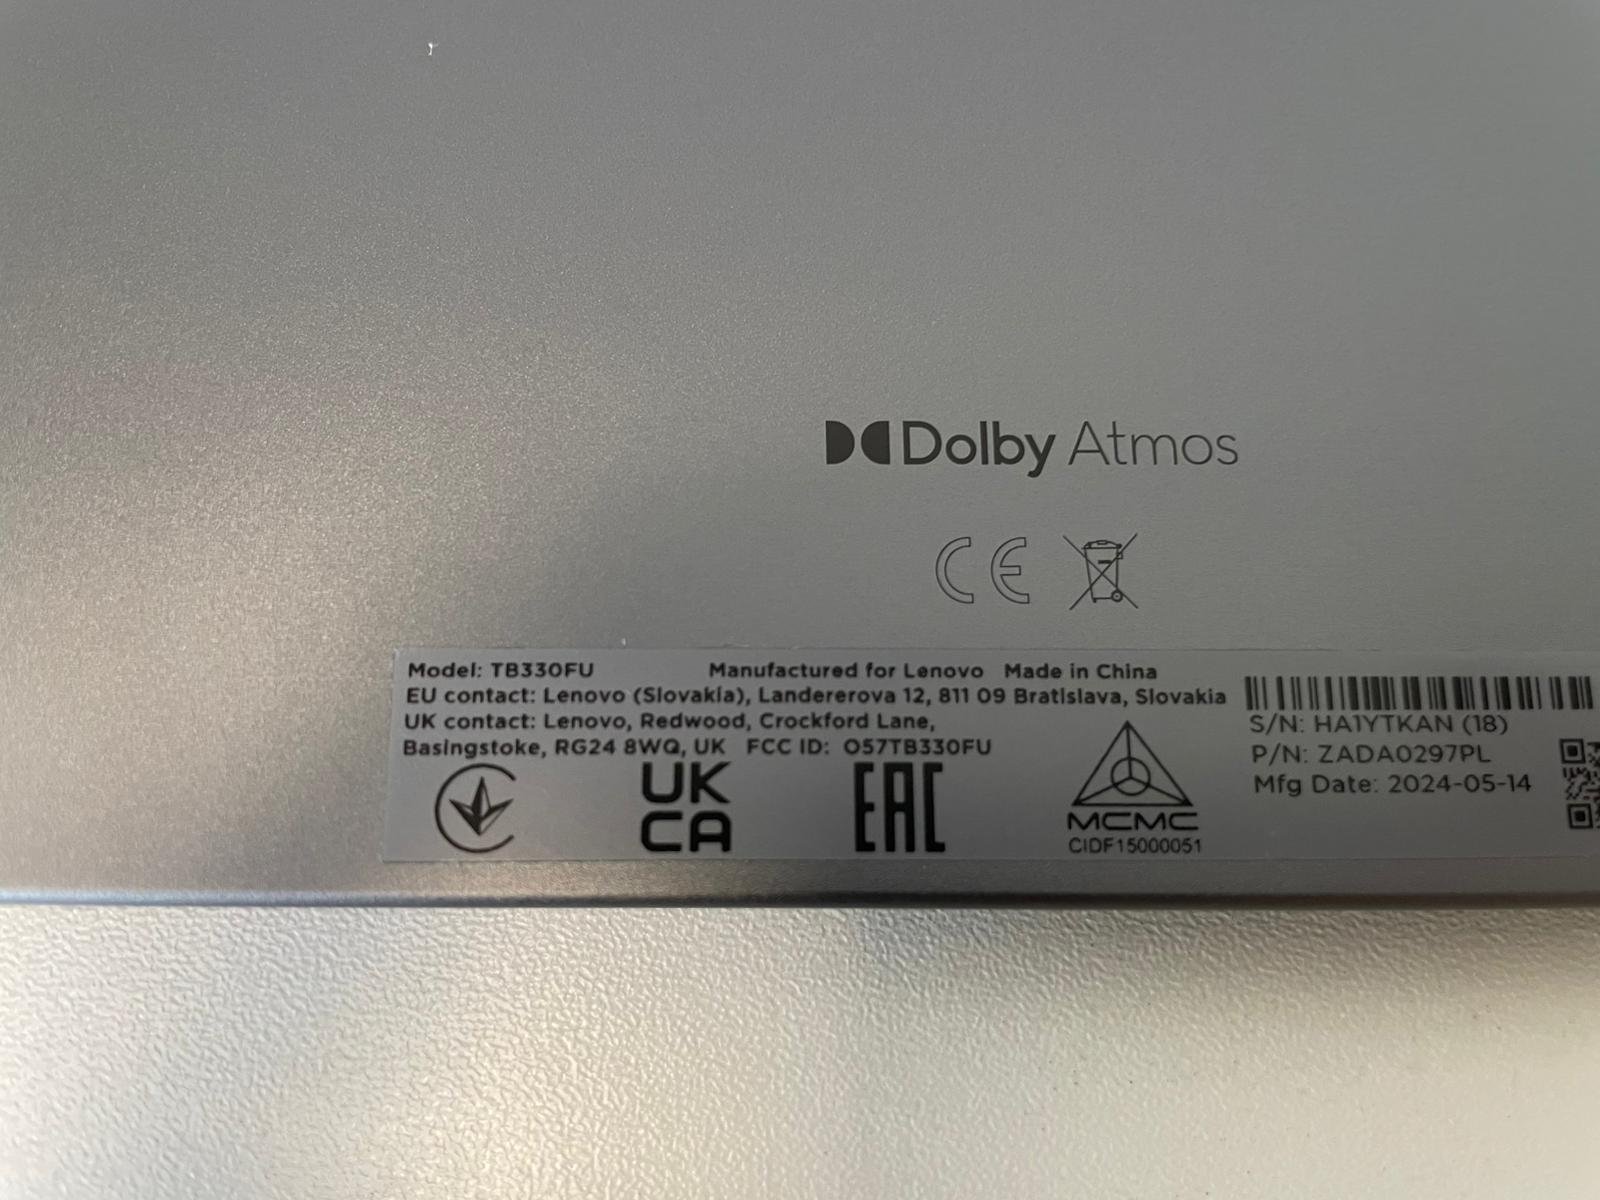 Dolby Atmos
CE
Model: TB330FU Manufactured for Lenovo Made in China
EU contact: Lenovo (Slovakia), Landererova 12, 811 09 Bratislava, Slovakia
UK contact: Lenovo, Redwood, Crockford Lane,
Basingstoke, RG24 8WQ, UK FCC ID: O57TB330FU
UK
CA
EAC
MCMC
CIDF15000051
S/N: HA1YTKAN (18)
P/N: ZADA0297PL
Mfg Date: 2024-05-14